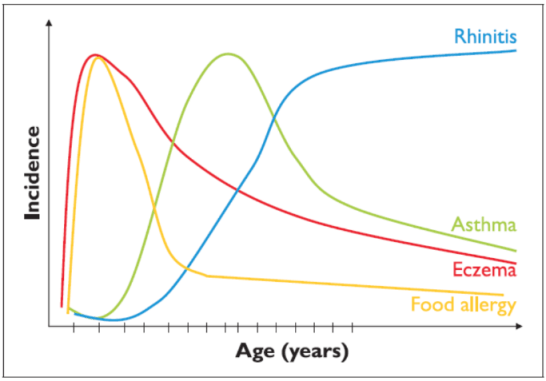 Rhinitis
Incidence
Asthma
Eczema
Food allergy
Age (years)